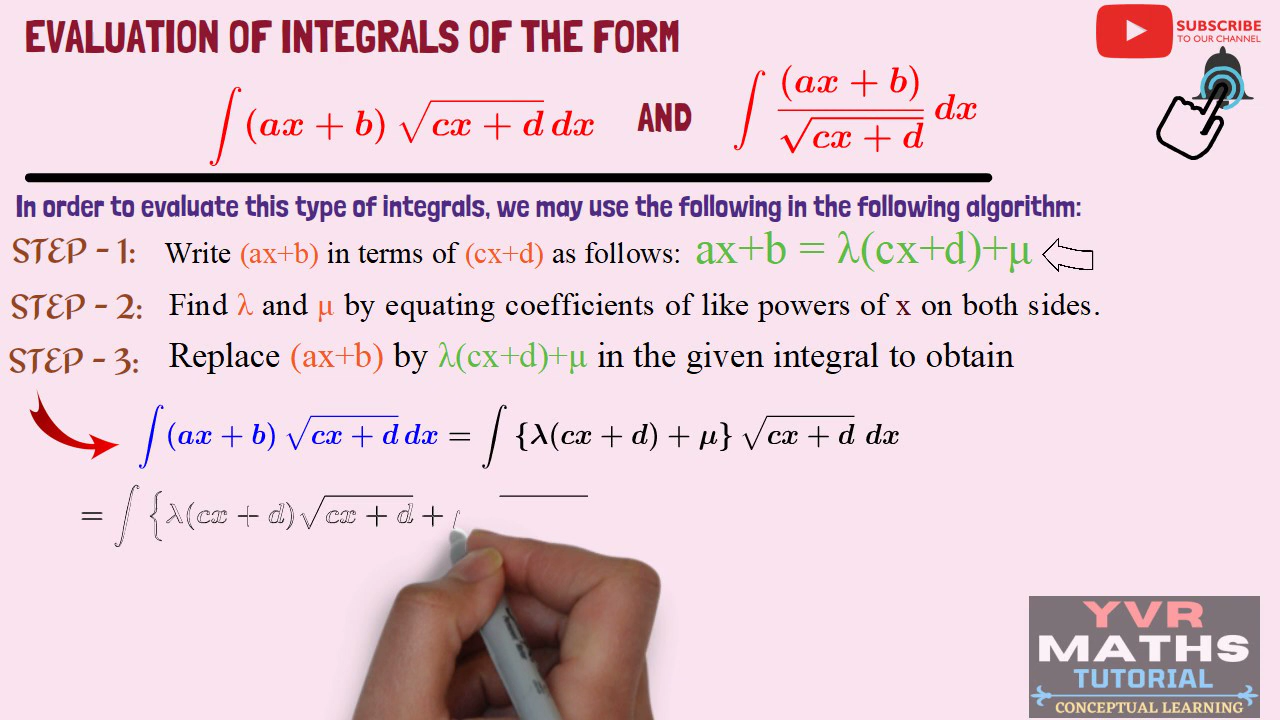 EVALUATION OF INTEGRALS OF THE FORM
SUBSCRIBE
TO OUR CHANNEL
∫(ax + b) √(cx + d) dx AND ∫ (ax + b)/√(cx + d) dx
In order to evaluate this type of integrals, we may use the following in the following algorithm:
STEP - 1: Write (ax+b) in terms of (cx+d) as follows: ax+b = λ(cx+d)+μ
STEP - 2: Find λ and μ by equating coefficients of like powers of x on both sides.
STEP - 3: Replace (ax+b) by λ(cx+d)+μ in the given integral to obtain
∫(ax + b) √(cx + d) dx = ∫ {λ(cx + d) + μ} √(cx + d) dx
= ∫ {λ(cx + d)√(cx + d) +
YVR
MATHS
TUTORIAL
CONCEPTUAL LEARNING